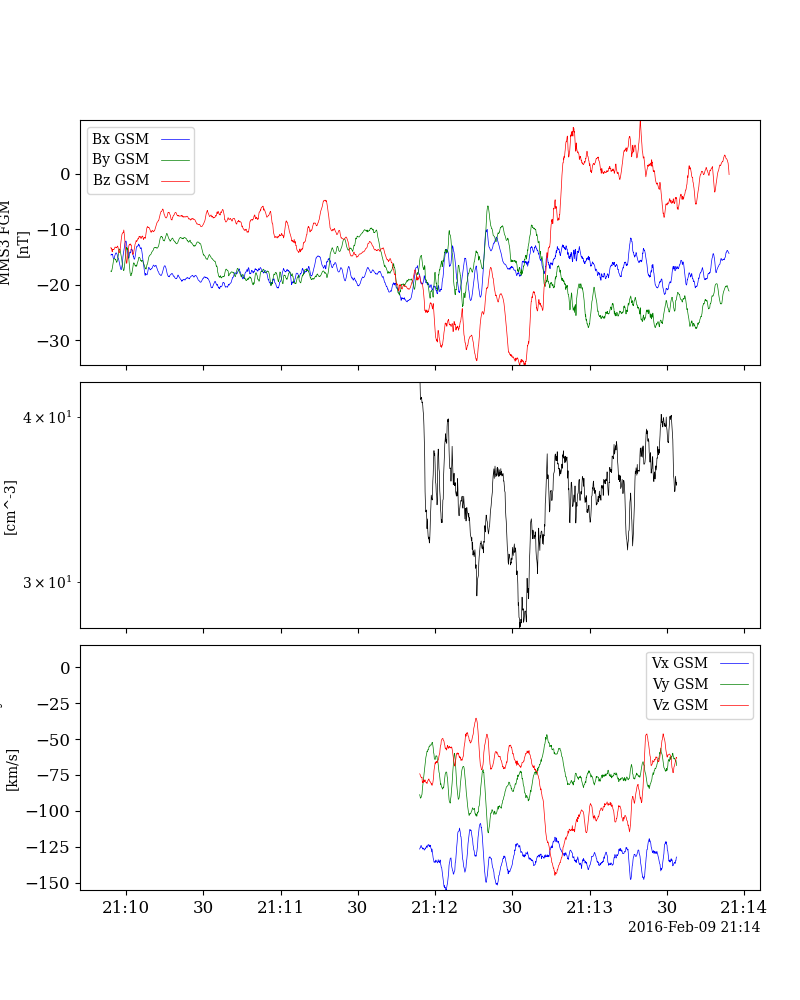 MMS3 FGM
[nT]
Bx GSM
By GSM
Bz GSM
0
−10
−20
−30
[cm^-3]
4 × 10¹
3 × 10¹
[km/s]
Vx GSM
Vy GSM
Vz GSM
0
−25
−50
−75
−100
−125
−150
21:10 30 21:11 30 21:12 30 21:13 30 21:14
2016-Feb-09 21:14